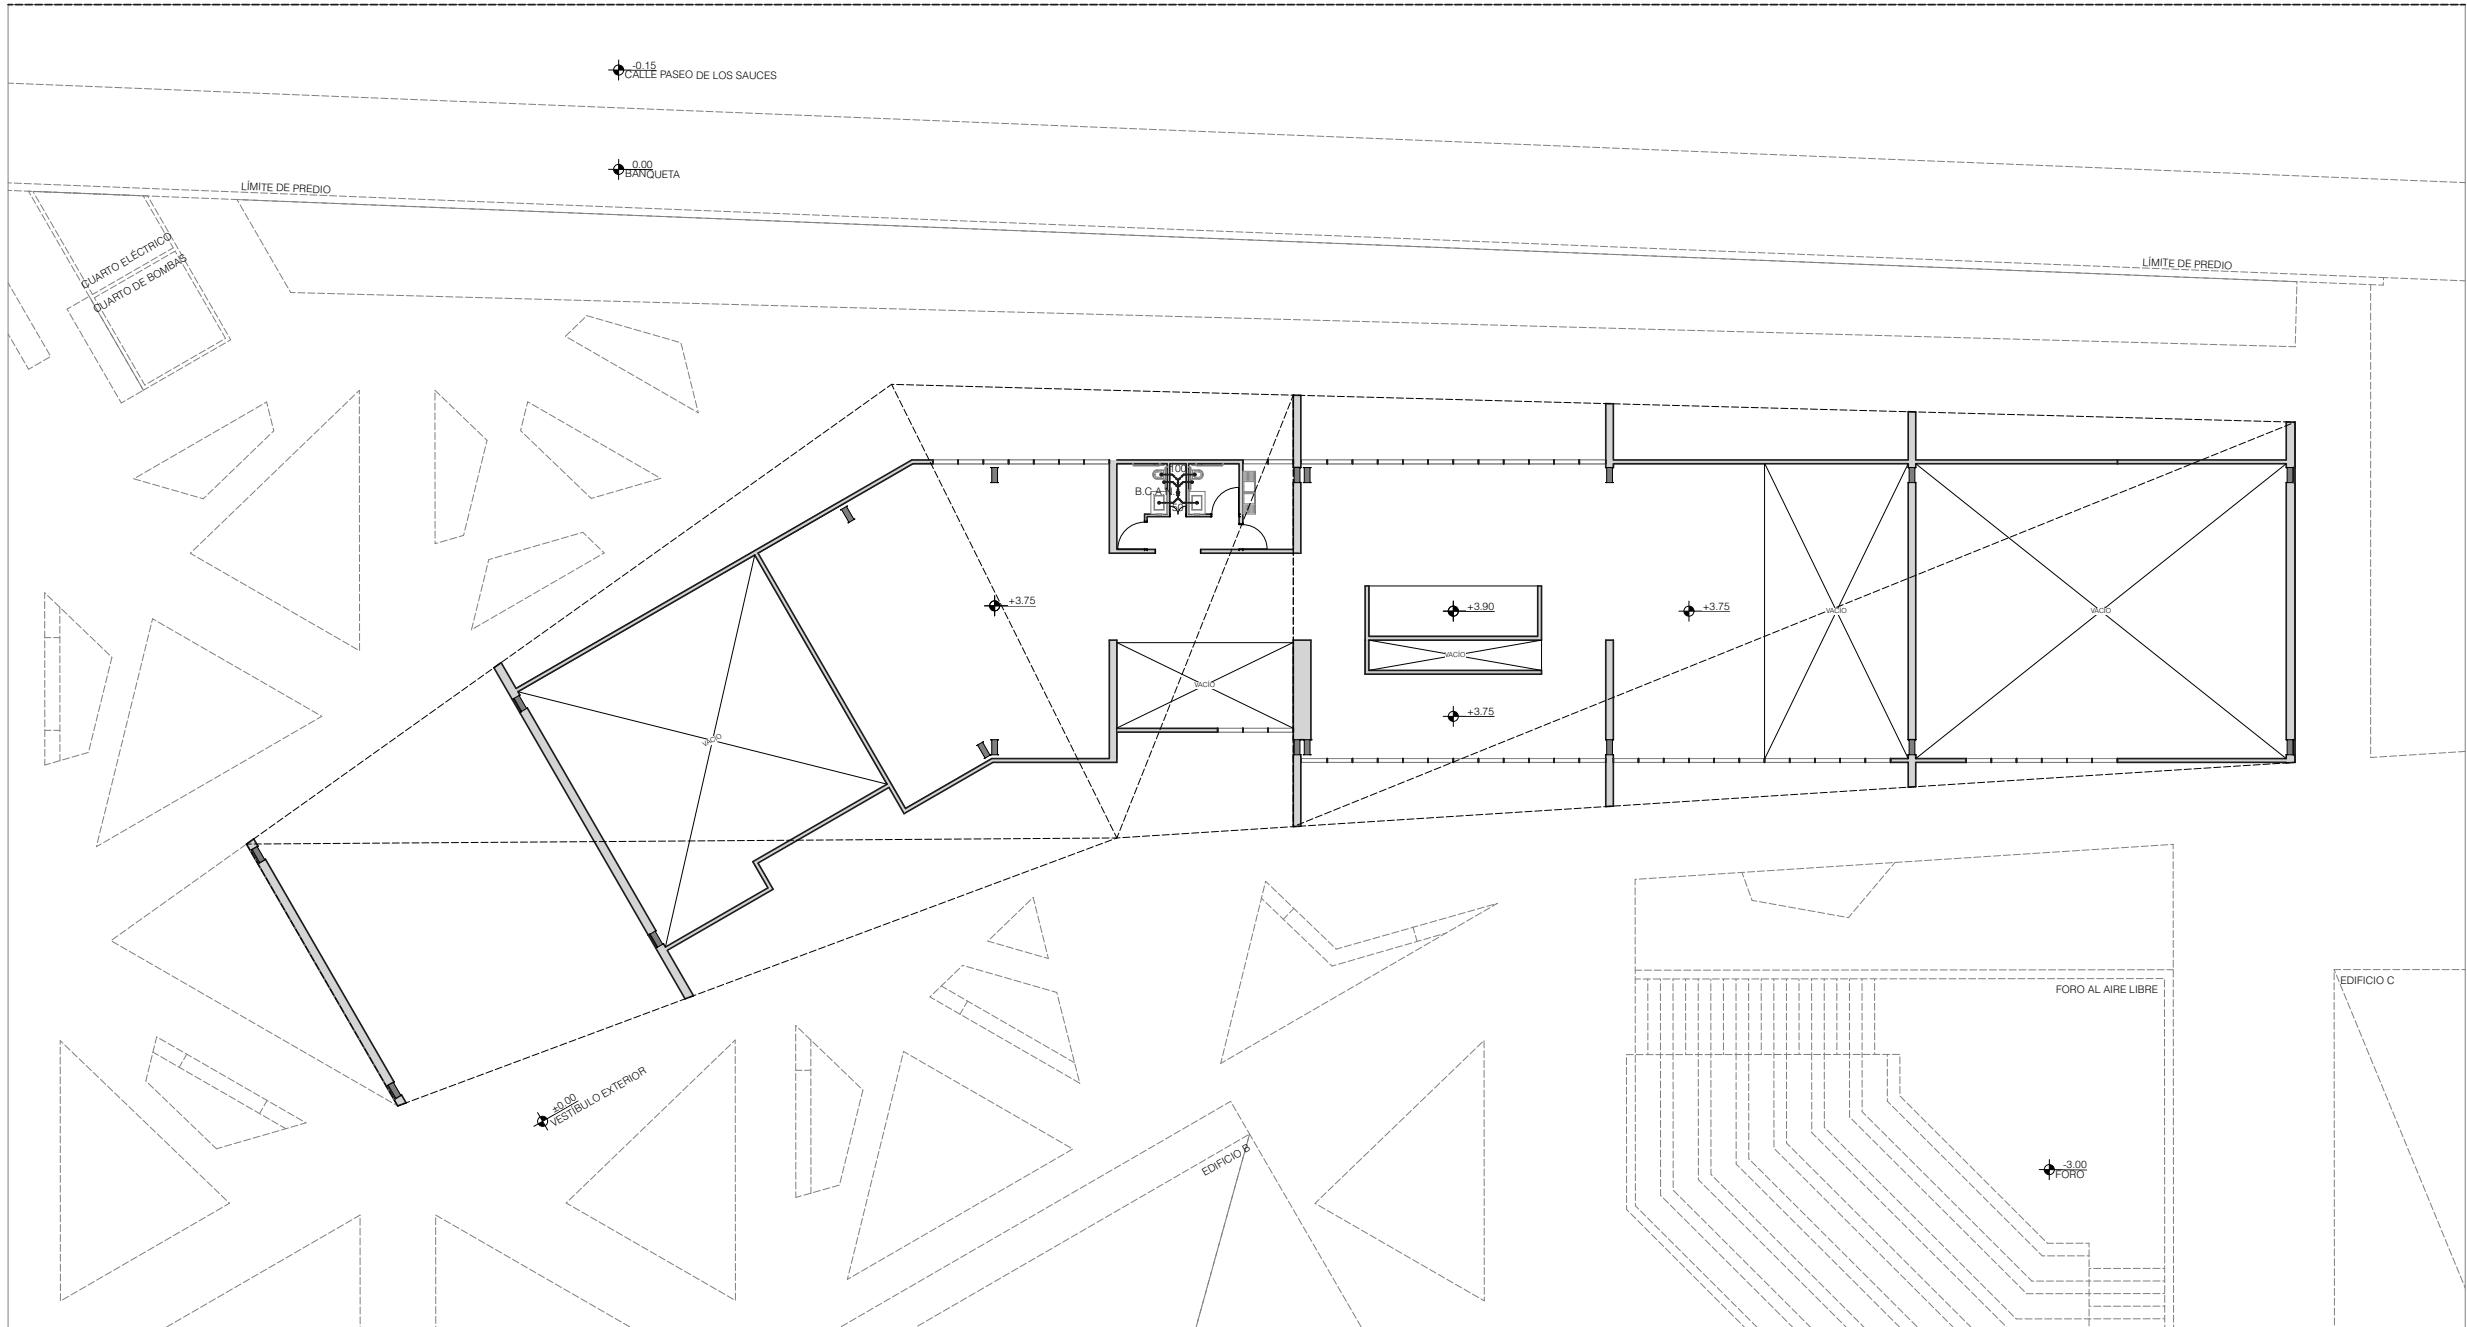 -0.15
CALLE PASEO DE LOS SAUCES
0.00
BANQUETA
LÍMITE DE PREDIO
LÍMITE DE PREDIO
CUARTO ELÉCTRICO
CUARTO DE BOMBAS
100
B.C.A.N.
50
+3.75
+3.90
+3.75
VACÍO
VACÍO
VACÍO
VACÍO
+3.75
VACÍO
FORO AL AIRE LIBRE
EDIFICIO C
±0.00
VESTÍBULO EXTERIOR
EDIFICIO B
-3.00
FORO